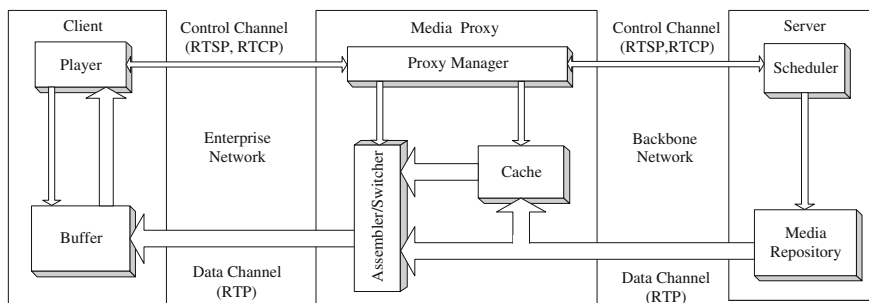 Client
Control Channel
(RTSP, RTCP)
Media Proxy
Control Channel
(RTSP,RTCP)
Server
Player
Proxy Manager
Scheduler
Enterprise
Network
Assembler/Switcher
Cache
Backbone
Network
Buffer
Media
Repository
Data Channel
(RTP)
Data Channel
(RTP)